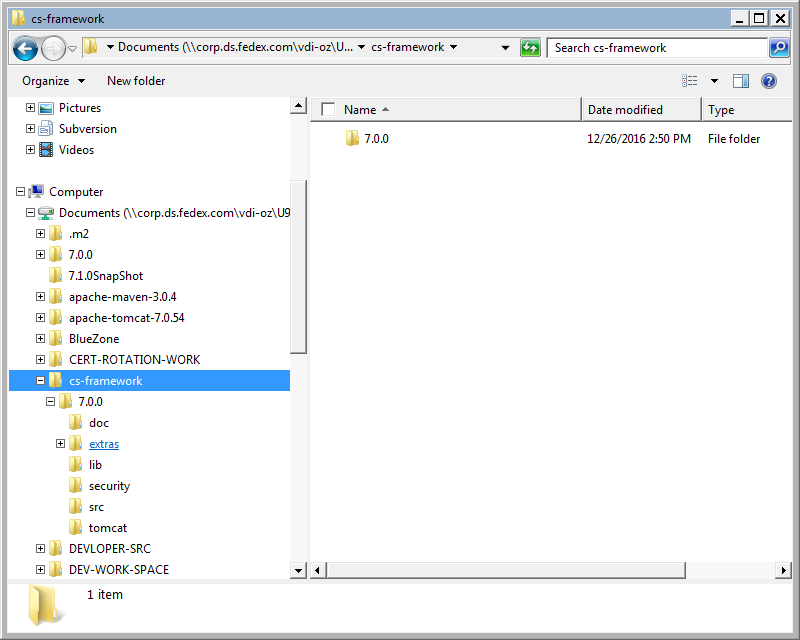 cs-framework
Documents (\\corp.ds.fedex.com\vdi-oz\U... cs-framework
Search cs-framework
Organize New folder
Pictures
Subversion
Videos
Computer
Documents (\\corp.ds.fedex.com\vdi-oz\U9
.m2
7.0.0
7.1.0SnapShot
apache-maven-3.0.4
apache-tomcat-7.0.54
BlueZone
CERT-ROTATION-WORK
cs-framework
7.0.0
doc
extras
lib
security
src
tomcat
DEVLOPER-SRC
DEV-WORK-SPACE
Name Date modified Type
7.0.0 12/26/2016 2:50 PM File folder
1 item